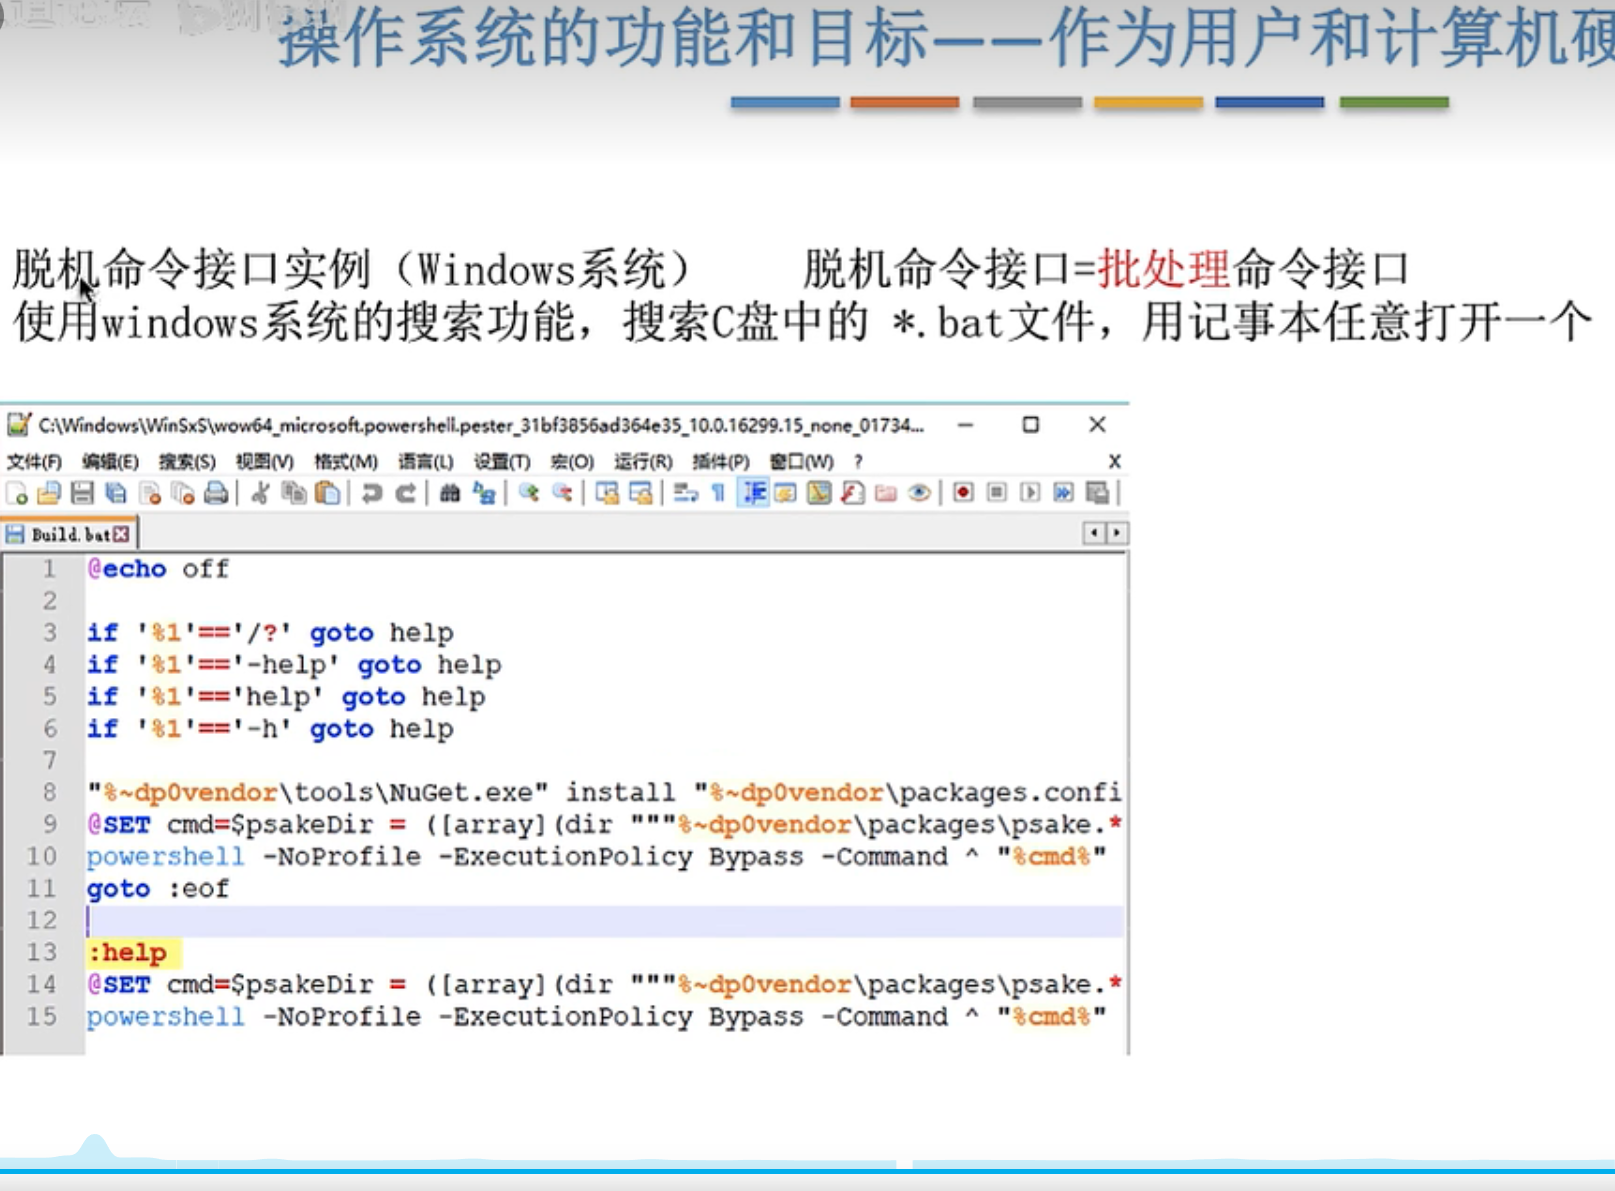 操作系统的功能和目标——作为用户和计算机硬
脱机命令接口实例（Windows系统） 脱机命令接口=批处理命令接口
使用windows系统的搜索功能，搜索C盘中的 *.bat文件，用记事本任意打开一个
C:\Windows\WinSxS\wow64_microsoft.powershell.pester_31bf3856ad364e35_10.0.16299.15_none_01734...
文件(F) 编辑(E) 搜索(S) 视图(V) 格式(M) 语言(L) 设置(T) 宏(O) 运行(R) 插件(P) 窗口(W) ? X
Build.bat
1 @echo off
2
3 if '%1'=='/?' goto help
4 if '%1'=='-help' goto help
5 if '%1'=='help' goto help
6 if '%1'=='-h' goto help
7
8 "%~dp0vendor\tools\NuGet.exe" install "%~dp0vendor\packages.confi
9 @SET cmd=$psakeDir = ([array](dir """%~dp0vendor\packages\psake.*
10 powershell -NoProfile -ExecutionPolicy Bypass -Command ^ "%cmd%"
11 goto :eof
12
13 :help
14 @SET cmd=$psakeDir = ([array](dir """%~dp0vendor\packages\psake.*
15 powershell -NoProfile -ExecutionPolicy Bypass -Command ^ "%cmd%"